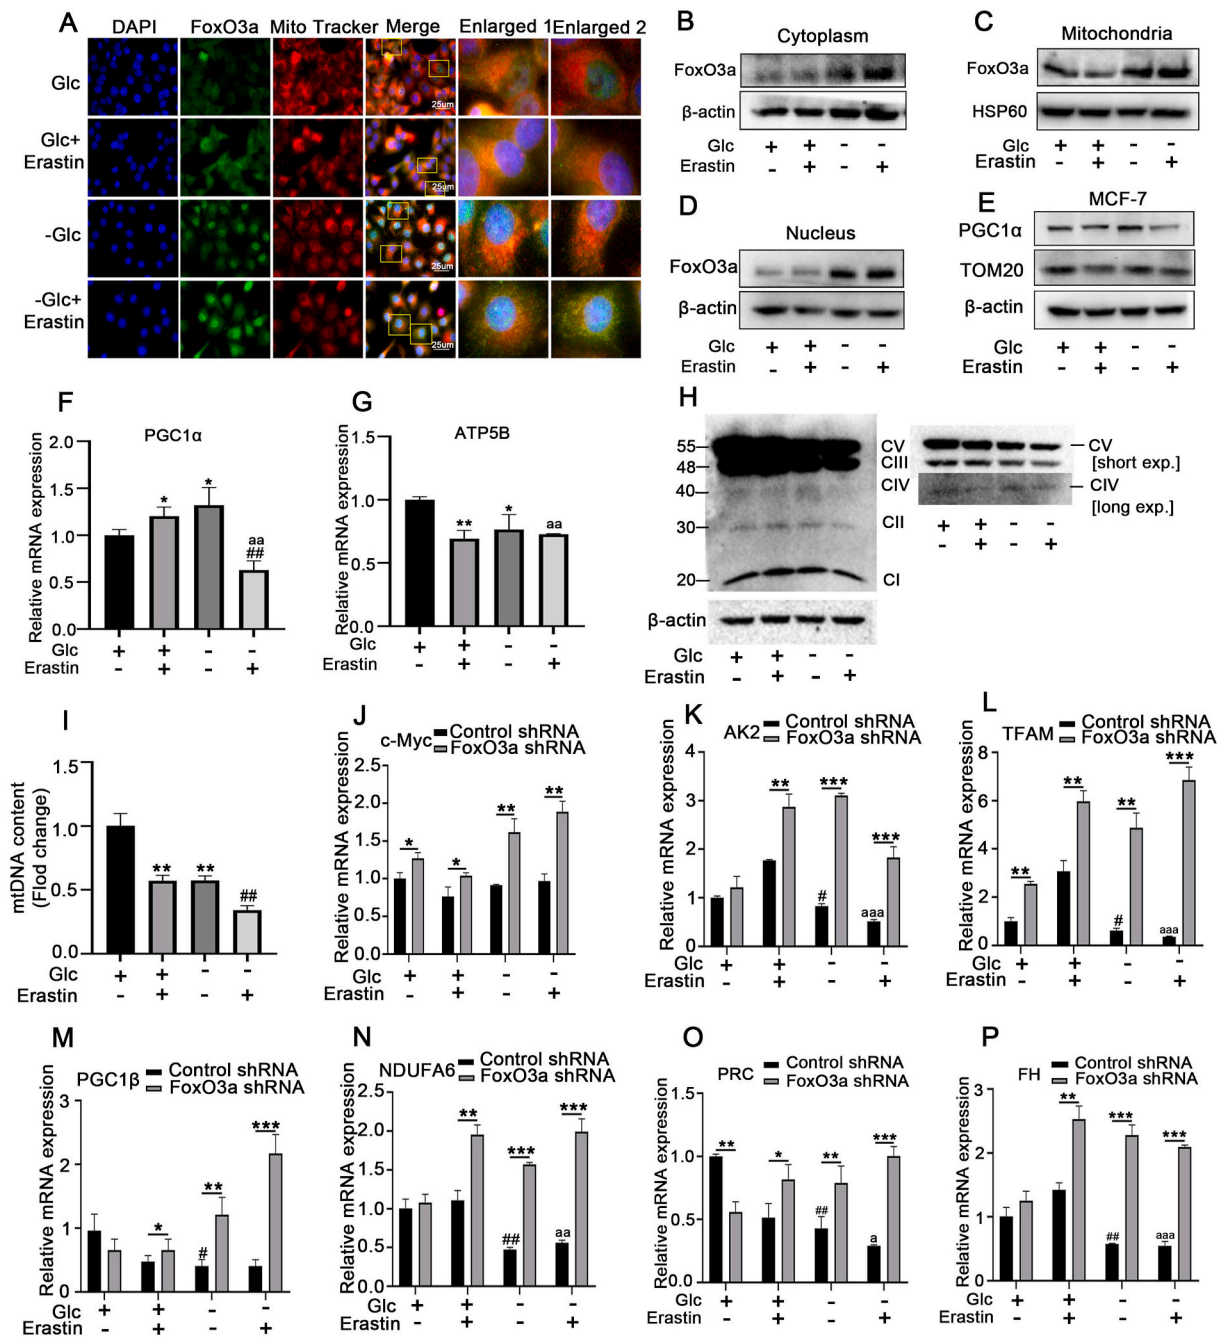 A
DAPI FoxO3a Mito Tracker Merge Enlarged 1 Enlarged 2
Glc
25um
Glc+
Erastin
25um
-Glc
25um
-Glc+
Erastin
25um
B
Cytoplasm
FoxO3a
β-actin
Glc + + - -
Erastin - + - +
C
Mitochondria
FoxO3a
HSP60
Glc + + - -
Erastin - + - +
D
Nucleus
FoxO3a
β-actin
Glc + + - -
Erastin - + - +
E
MCF-7
PGC1α
TOM20
β-actin
Glc + + - -
Erastin - + - +
F
PGC1α
Relative mRNA expression
2.0
1.5
1.0
0.5
0.0
* * aa
##
Glc + + - -
Erastin - + - +
G
ATP5B
Relative mRNA expression
1.5
1.0
0.5
0.0
** * aa
Glc + + - -
Erastin - + - +
H
55 CV
48 CIII
40 CIV
30 CII
20 CI
β-actin
Glc + + - -
Erastin - + - +
CV
[short exp.]
CIV
[long exp.]
+ + - -
- + - +
I
mtDNA content
(Flod change)
1.5
1.0
0.5
0.0
** ** ##
Glc + + - -
Erastin - + - +
J
c-Myc
Control shRNA
FoxO3a shRNA
Relative mRNA expression
2.5
2.0
1.5
1.0
0.5
0.0
* * ** **
Glc + + - -
Erastin - + - +
K
AK2
Control shRNA
FoxO3a shRNA
Relative mRNA expression
4
3
2
1
0
** *** ***
# aaa
Glc + + - -
Erastin - + - +
L
TFAM
Control shRNA
FoxO3a shRNA
Relative mRNA expression
8
6
4
2
0
** ** ** ***
# aaa
Glc + + - -
Erastin - + - +
M
PGC1β
Control shRNA
FoxO3a shRNA
Relative mRNA expression
3
2
1
0
* ** ***
#
Glc + + - -
Erastin - + - +
N
NDUFA6
Control shRNA
FoxO3a shRNA
Relative mRNA expression
2.5
2.0
1.5
1.0
0.5
0.0
** *** ***
## aa
Glc + + - -
Erastin - + - +
O
PRC
Control shRNA
FoxO3a shRNA
Relative mRNA expression
1.5
1.0
0.5
0.0
** * ** ***
## a
Glc + + - -
Erastin - + - +
P
FH
Control shRNA
FoxO3a shRNA
Relative mRNA expression
3
2
1
0
** *** ***
## aaa
Glc + + - -
Erastin - + - +